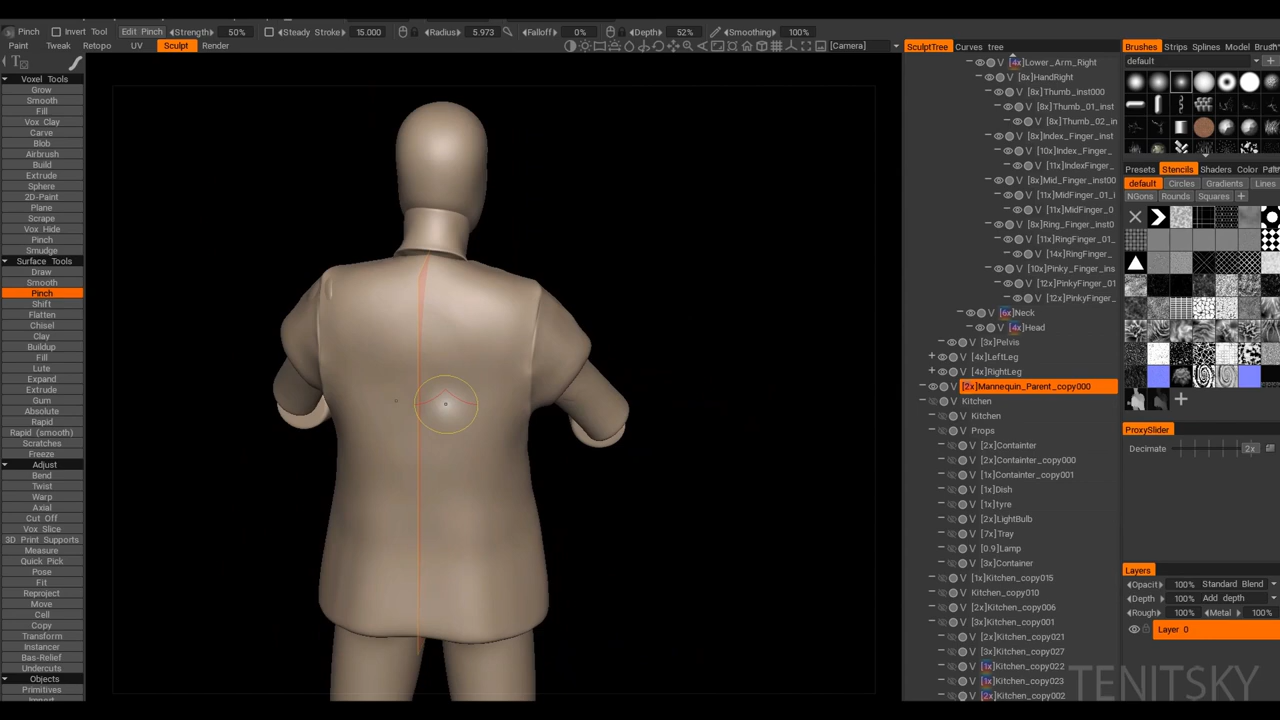 Pinch Invert Tool Edit Pinch Strength 50% Steady Stroke 15.000 Radius 5.973 Falloff 0% Depth 52% Smoothing 100%
Paint Tweak Retopo UV Sculpt Render [Camera]
SculptTree Curves tree
Brushes Strips Splines Model Brush
default
Voxel Tools
Grow
Smooth
Fill
Vox Clay
Carve
Blob
Airbrush
Build
Extrude
Sphere
2D-Paint
Plane
Scrape
Vox Hide
Pinch
Smudge
Surface Tools
Draw
Smooth
Pinch
Shift
Flatten
Chisel
Clay
Buildup
Fill
Lute
Expand
Extrude
Gum
Absolute
Rapid
Rapid (smooth)
Scratches
Freeze
Adjust
Bend
Twist
Warp
Axial
Cut Off
Vox Slice
3D Print Supports
Measure
Quick Pick
Pose
Fit
Reproject
Move
Cell
Copy
Transform
Instancer
Bas-Relief
Undercuts
Objects
Primitives
V [4x]Lower_Arm_Right
V [8x]HandRight
V [8x]Thumb_inst000
V [8x]Thumb_01_inst
V [8x]Thumb_02_in
V [8x]Index_Finger_inst
V [10x]Index_Finger_
V [11x]IndexFinger_
V [8x]Mid_Finger_inst00
V [11x]MidFinger_01_i
V [11x]MidFinger_0
V [8x]Ring_Finger_inst0
V [11x]RingFinger_01_
V [14x]RingFinger_
V [10x]Pinky_Finger_ins
V [12x]PinkyFinger_01
V [12x]PinkyFinger_
V [6x]Neck
V [4x]Head
V [3x]Pelvis
V [4x]LeftLeg
V [4x]RightLeg
V [2x]Mannequin_Parent_copy000
V Kitchen
V Kitchen
V Props
V [2x]Containter
V [2x]Containter_copy000
V [1x]Containter_copy001
V [1x]Dish
V [1x]tyre
V [2x]LightBulb
V [7x]Tray
V [0.9]Lamp
V [3x]Container
V [1x]Kitchen_copy015
V Kitchen_copy010
V [2x]Kitchen_copy006
V [3x]Kitchen_copy001
V [2x]Kitchen_copy021
V [3x]Kitchen_copy027
V [1x]Kitchen_copy022
V [1x]Kitchen_copy023
V [2x]Kitchen_copy002
Presets Stencils Shaders Color
default Circles Gradients Lines
NGons Rounds Squares
ProxySlider
Decimate 2x
Layers
Opacit 100% Standard Blend
Depth 100% Add depth
Rough 100% Metal 100%
Layer 0
TENITSKY